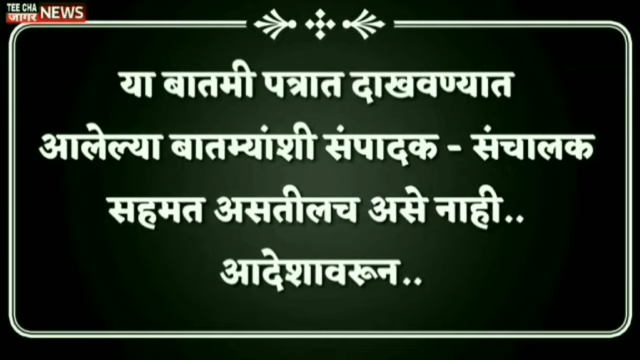 TEE CHA
जागर NEWS
या बातमी पत्रात दाखवण्यात
आलेल्या बातम्यांशी संपादक - संचालक
सहमत असतीलच असे नाही..
आदेशावरून..